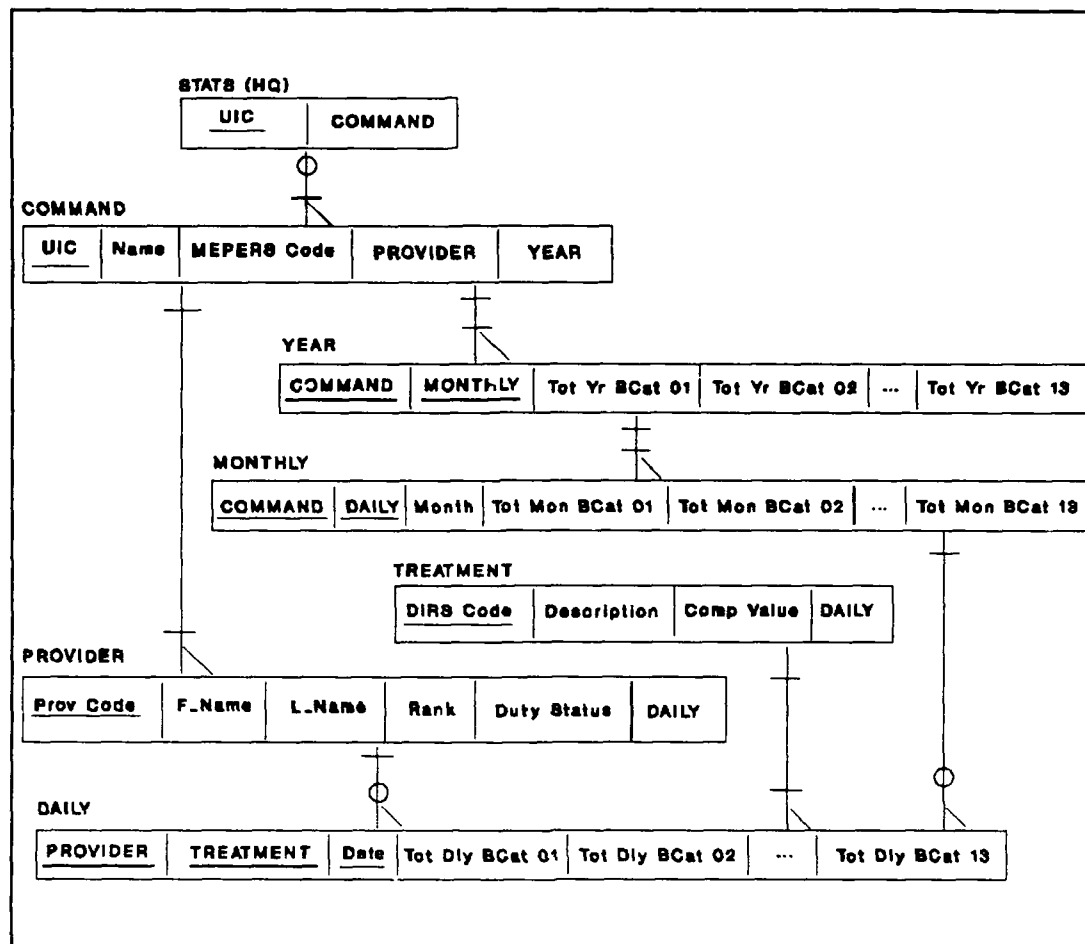 STATS (HQ)
UIC COMMAND
COMMAND
UIC Name MEPERS Code PROVIDER YEAR
YEAR
COMMAND MONTHLY Tot Yr BCat 01 Tot Yr BCat 02 ... Tot Yr BCat 13
MONTHLY
COMMAND DAILY Month Tot Mon BCat 01 Tot Mon BCat 02 ... Tot Mon BCat 13
TREATMENT
DIRS Code Description Comp Value DAILY
PROVIDER
Prov Code F_Name L_Name Rank Duty Status DAILY
DAILY
PROVIDER TREATMENT Date Tot Dly BCat 01 Tot Dly BCat 02 ... Tot Dly BCat 13